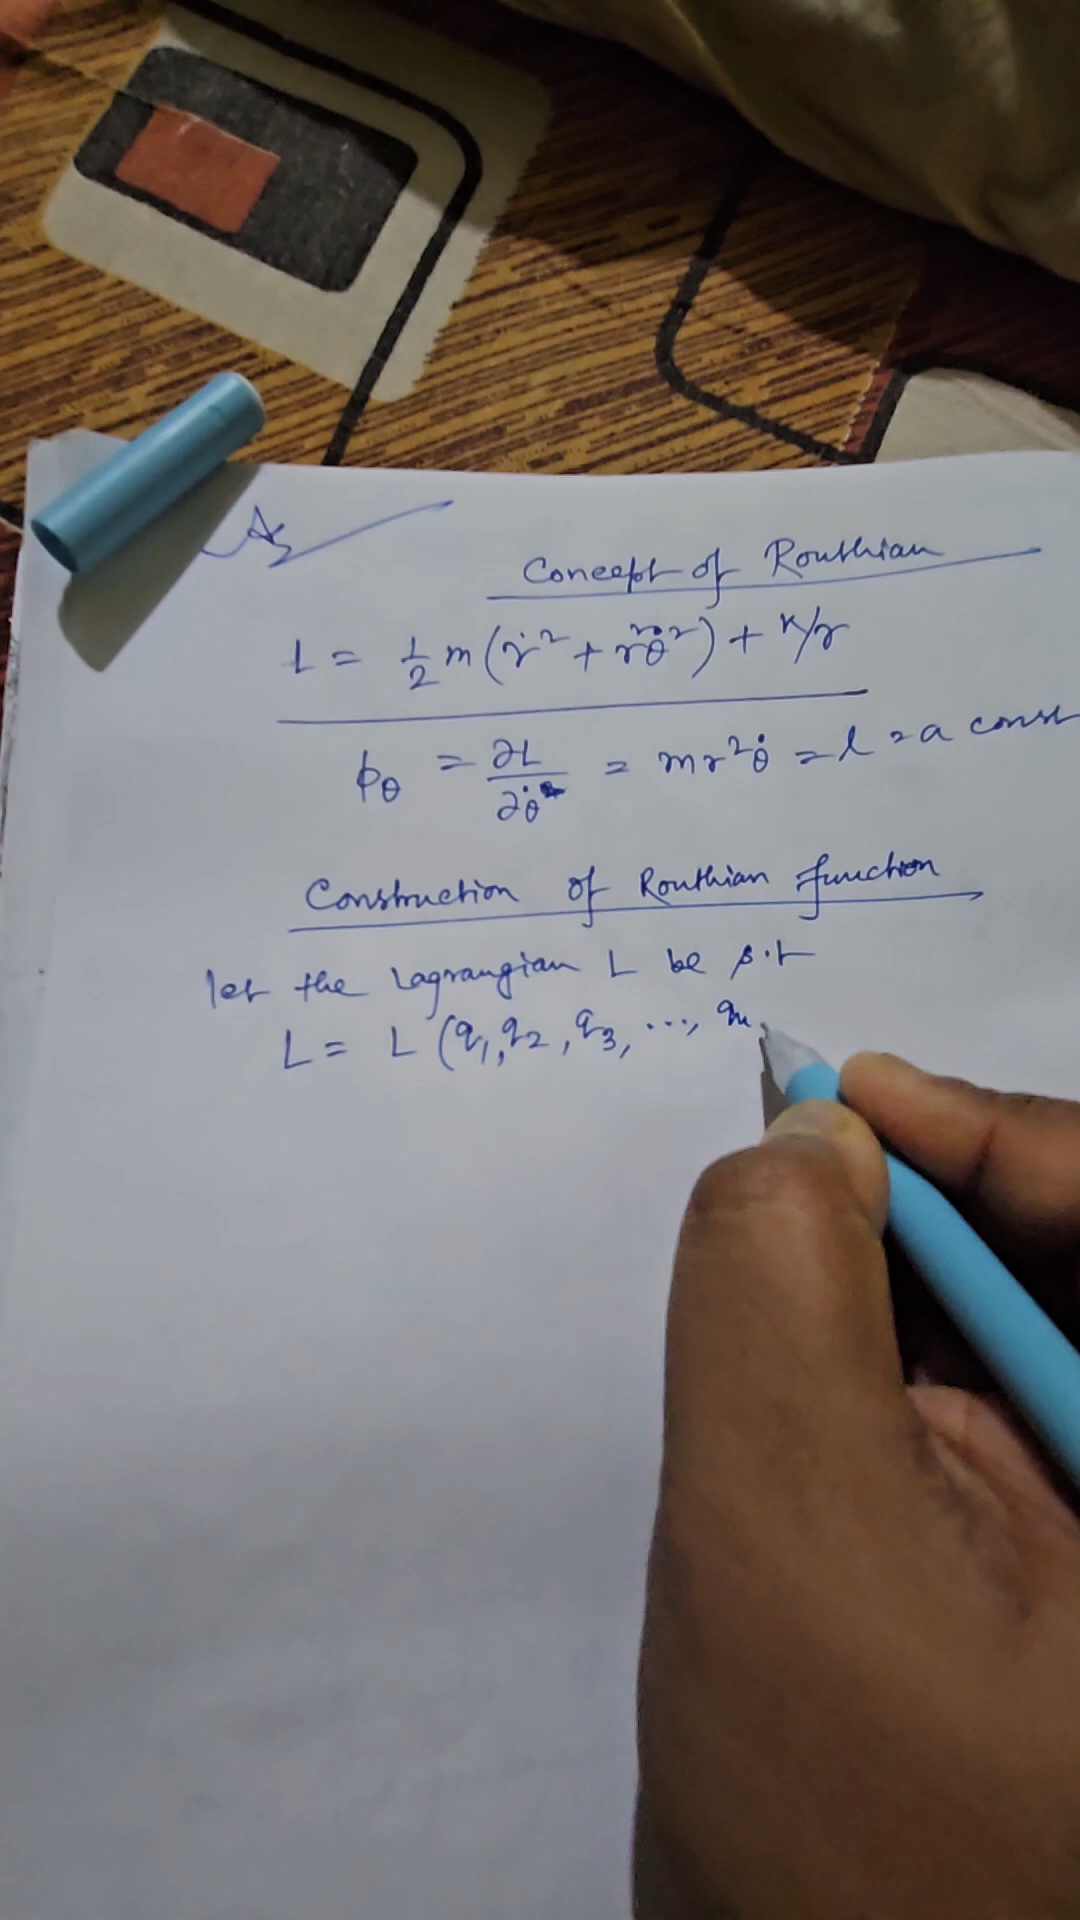 Concept of Routhian
L = 1/2 m (ṙ² + r²θ̇²) + k/r
pθ = ∂L/∂θ̇ = mr²θ̇ = l = a const
Construction of Routhian function
let the Lagrangian L be s.t
L = L (q₁, q₂, q₃, ..., qn,